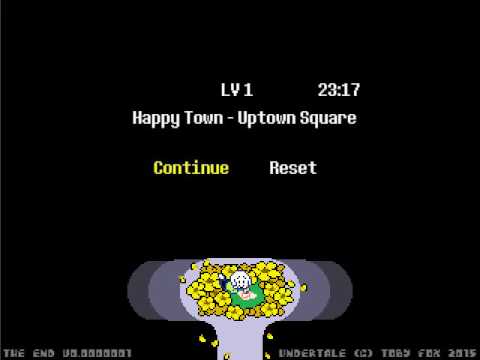 LV 1 23:17
Happy Town - Uptown Square
Continue Reset
THE END V0.0000001 UNDERTALE (C) TOBY FOX 2015